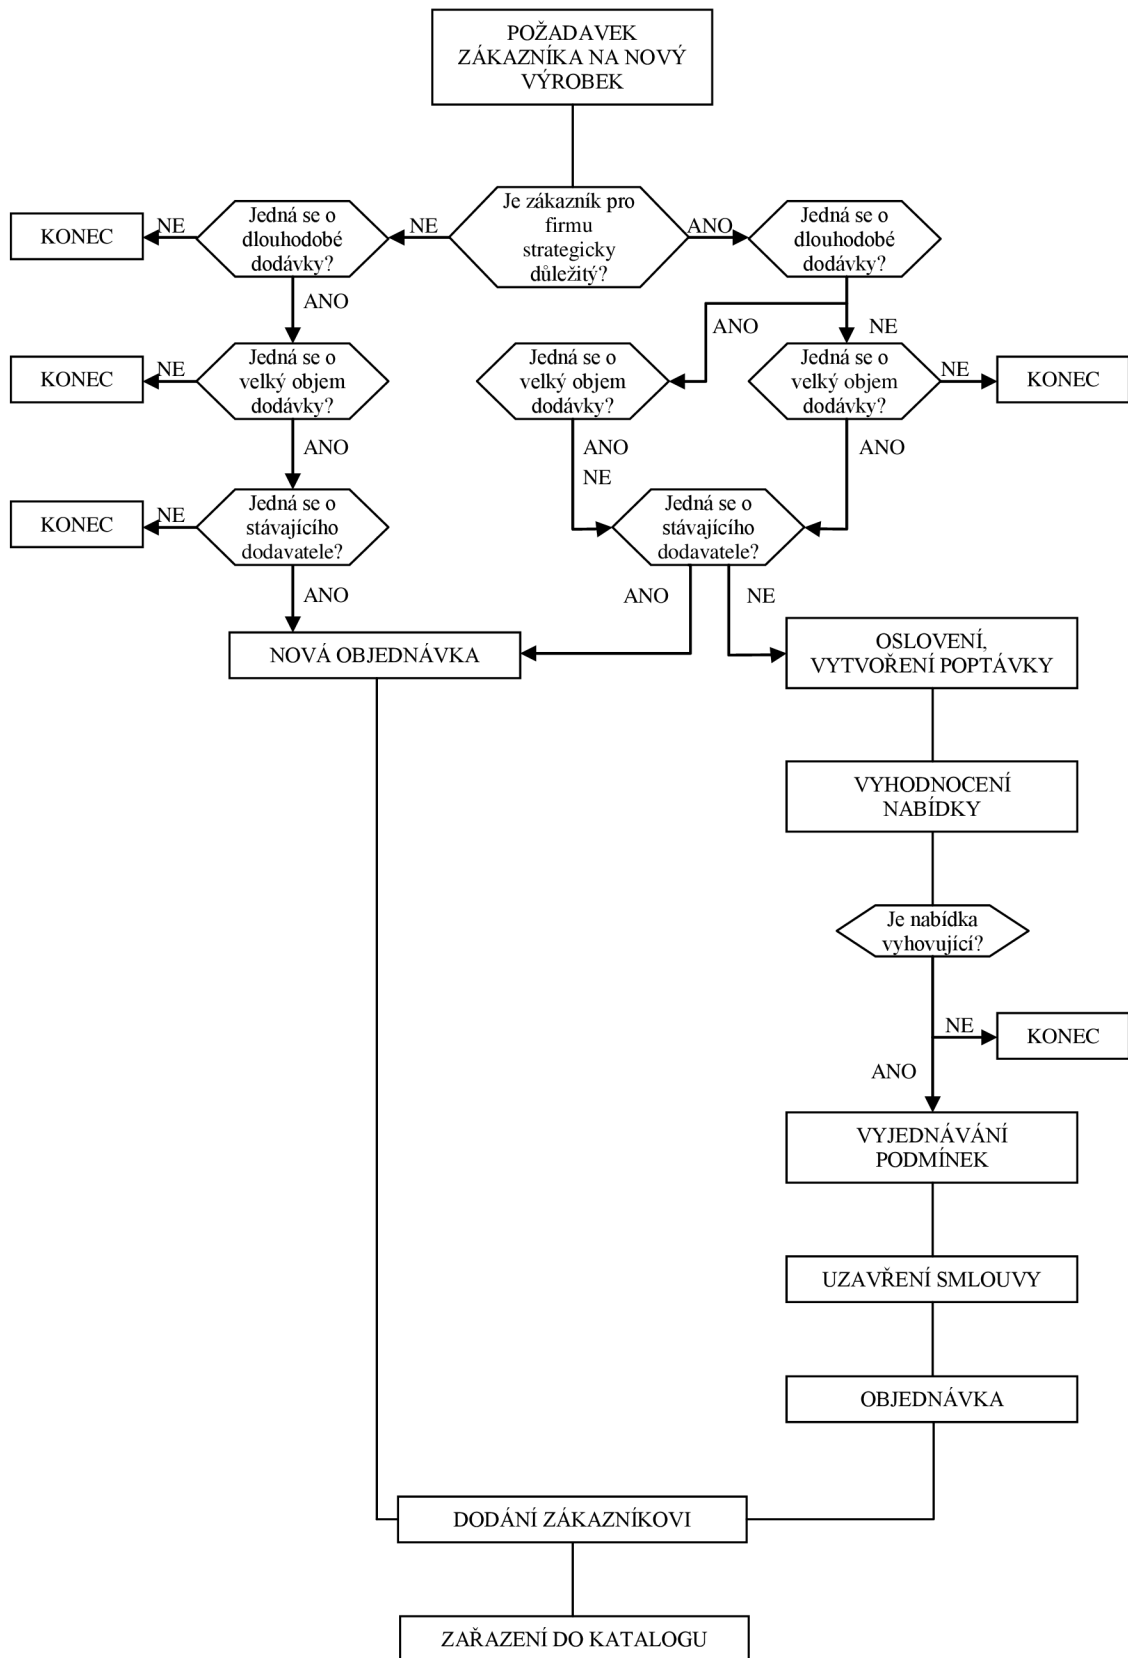 POŽADAVEK
ZÁKAZNÍKA NA NOVÝ
VÝROBEK
KONEC
NE
Jedná se o
dlouhodobé
dodávky?
NE
Je zákazník pro
firmu
strategicky
důležitý?
ANO
Jedná se o
dlouhodobé
dodávky?
ANO
ANO
NE
KONEC
NE
Jedná se o
velký objem
dodávky?
Jedná se o
velký objem
dodávky?
Jedná se o
velký objem
dodávky?
NE
KONEC
ANO
ANO
NE
ANO
KONEC
NE
Jedná se o
stávajícího
dodavatele?
Jedná se o
stávajícího
dodavatele?
ANO
ANO
NE
NOVÁ OBJEDNÁVKA
OSLOVENÍ,
VYTVOŘENÍ POPTÁVKY
VYHODNOCENÍ
NABÍDKY
Je nabídka
vyhovující?
NE
KONEC
ANO
VYJEDNÁVÁNÍ
PODMÍNEK
UZAVŘENÍ SMLOUVY
OBJEDNÁVKA
DODÁNÍ ZÁKAZNÍKOVI
ZAŘAZENÍ DO KATALOGU